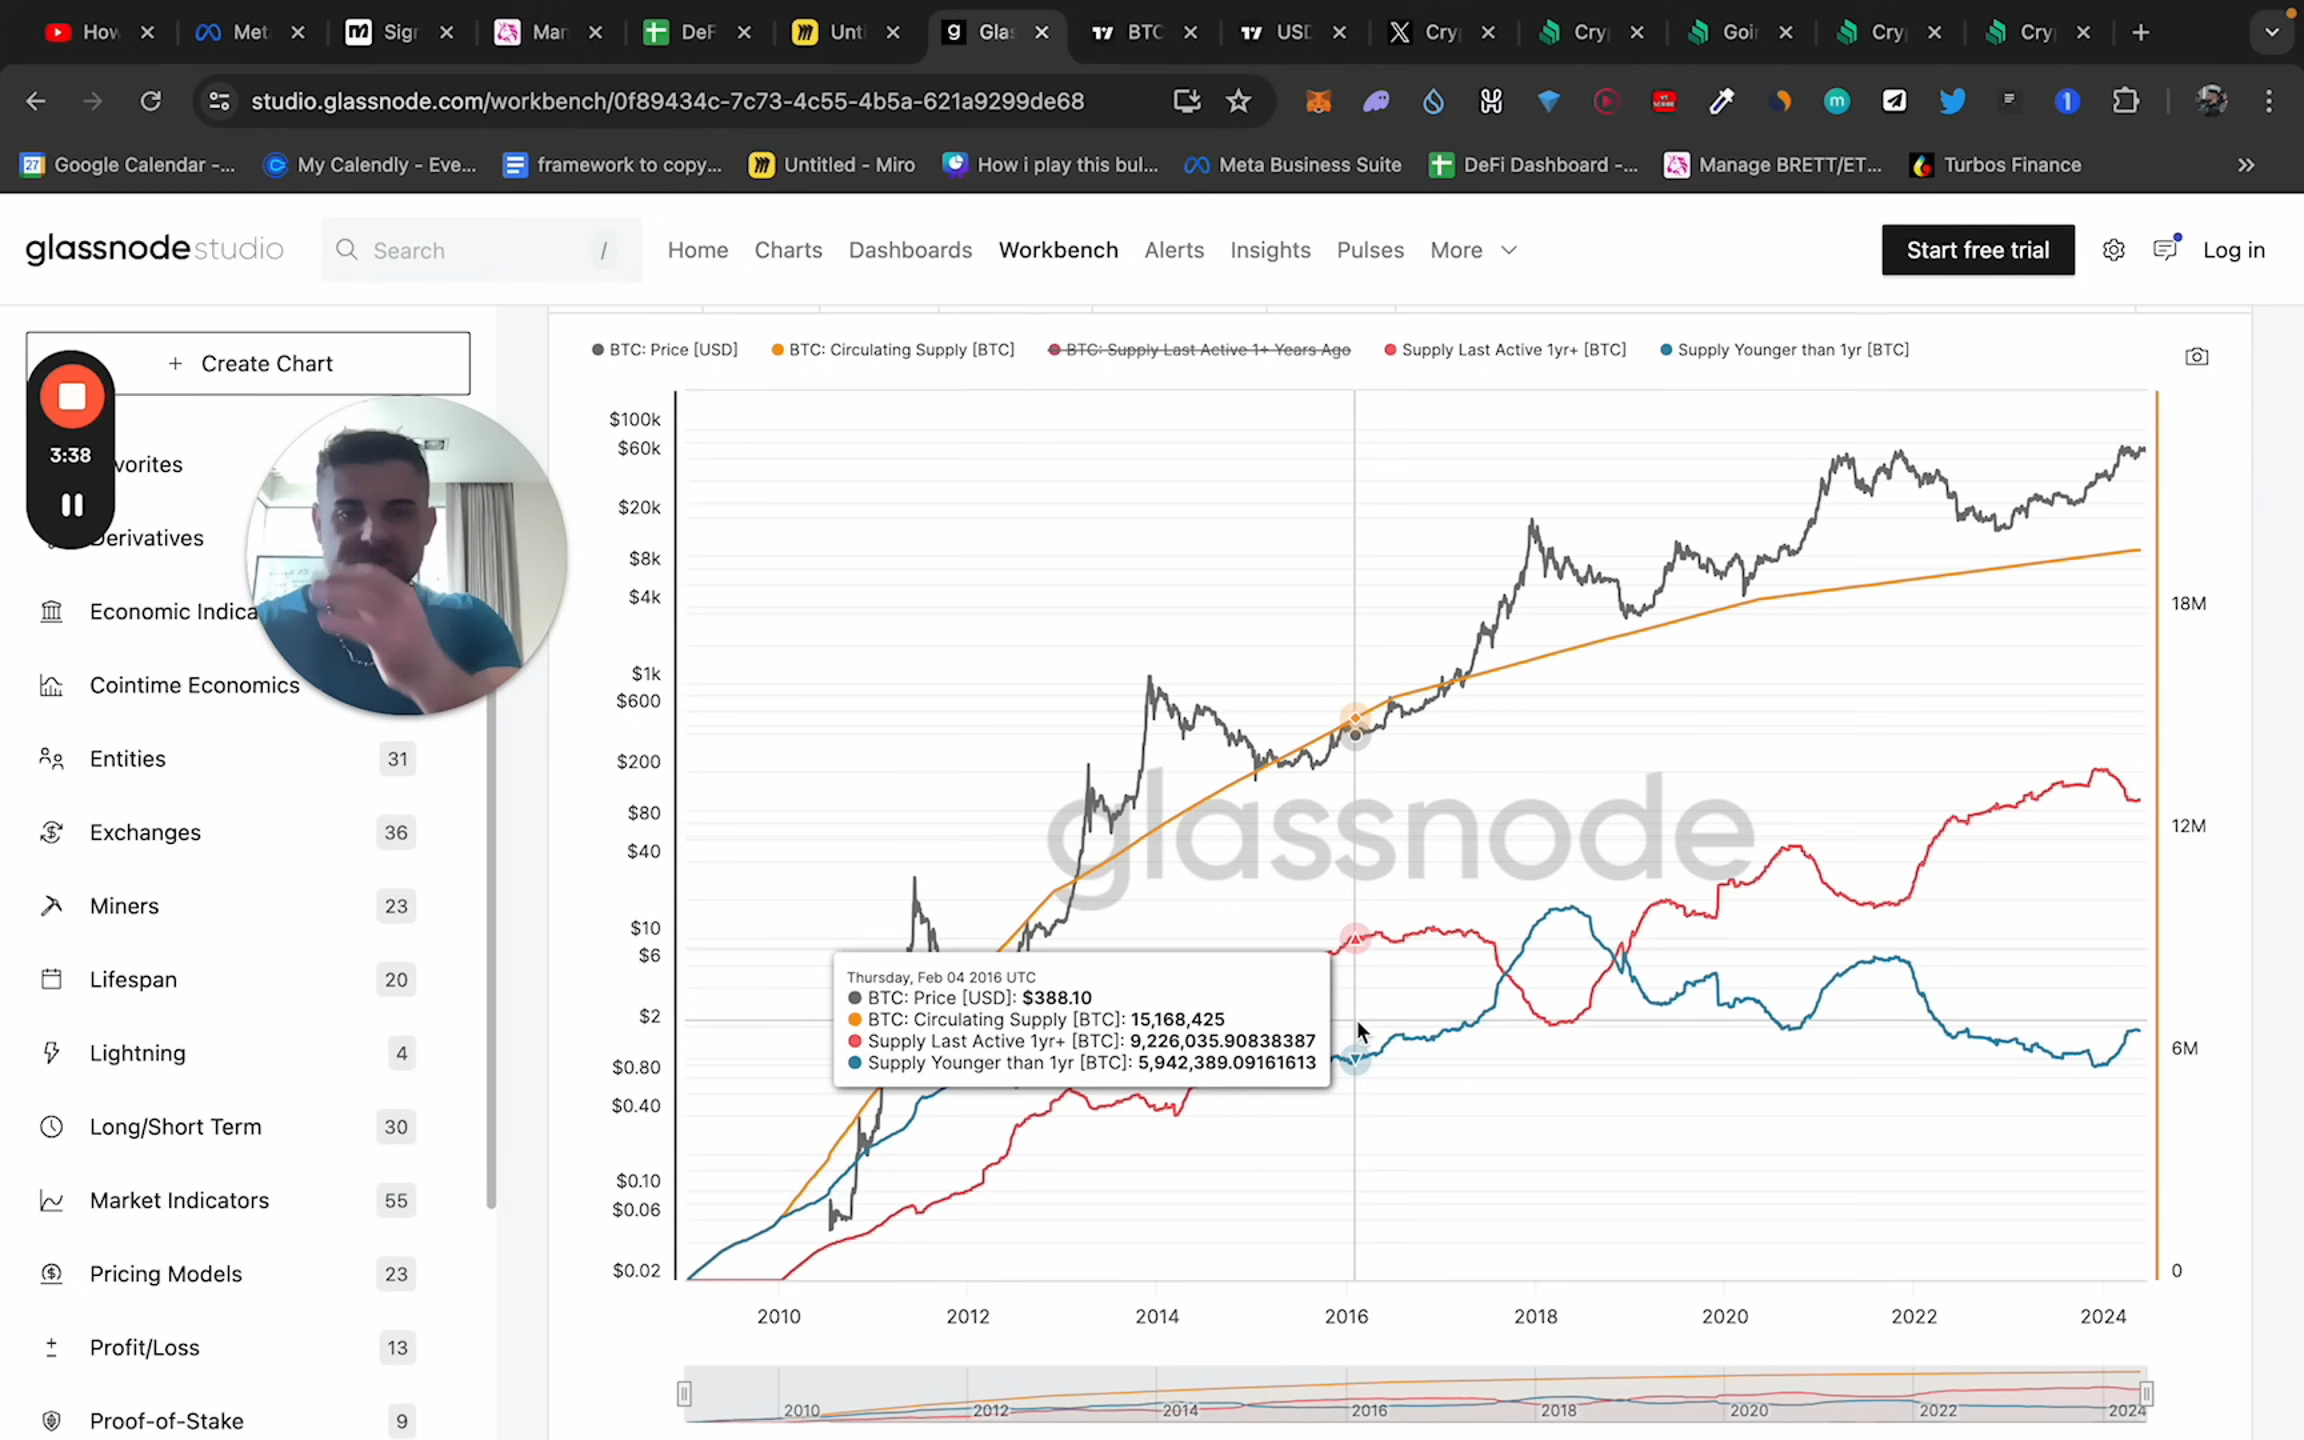 How
Met
Sigr
Mar
DeF
Unti
Glas
BTC
USD
Cry
Cry
Goin
Cry
Cry
studio.glassnode.com/workbench/0f89434c-7c73-4c55-4b5a-621a9299de68
Google Calendar -...
My Calendly - Eve...
framework to copy...
Untitled - Miro
How i play this bul...
Meta Business Suite
DeFi Dashboard -...
Manage BRETT/ET...
Turbos Finance
glassnodestudio
Search
/
Home
Charts
Dashboards
Workbench
Alerts
Insights
Pulses
More
Start free trial
Log in
+ Create Chart
3:38
vorites
Derivatives
Economic Indica
Cointime Economics
Entities 31
Exchanges 36
Miners 23
Lifespan 20
Lightning 4
Long/Short Term 30
Market Indicators 55
Pricing Models 23
Profit/Loss 13
Proof-of-Stake 9
BTC: Price [USD]
BTC: Circulating Supply [BTC]
BTC: Supply Last Active 1+ Years Ago
Supply Last Active 1yr+ [BTC]
Supply Younger than 1yr [BTC]
$100k
$60k
$20k
$8k
$4k
$1k
$600
$200
$80
$40
$10
$6
$2
$0.80
$0.40
$0.10
$0.06
$0.02
18M
12M
6M
0
glassnode
Thursday, Feb 04 2016 UTC
BTC: Price [USD]: $388.10
BTC: Circulating Supply [BTC]: 15,168,425
Supply Last Active 1yr+ [BTC]: 9,226,035.90838387
Supply Younger than 1yr [BTC]: 5,942,389.09161613
2010 2012 2014 2016 2018 2020 2022 2024
2010 2012 2014 2016 2018 2020 2022 2024